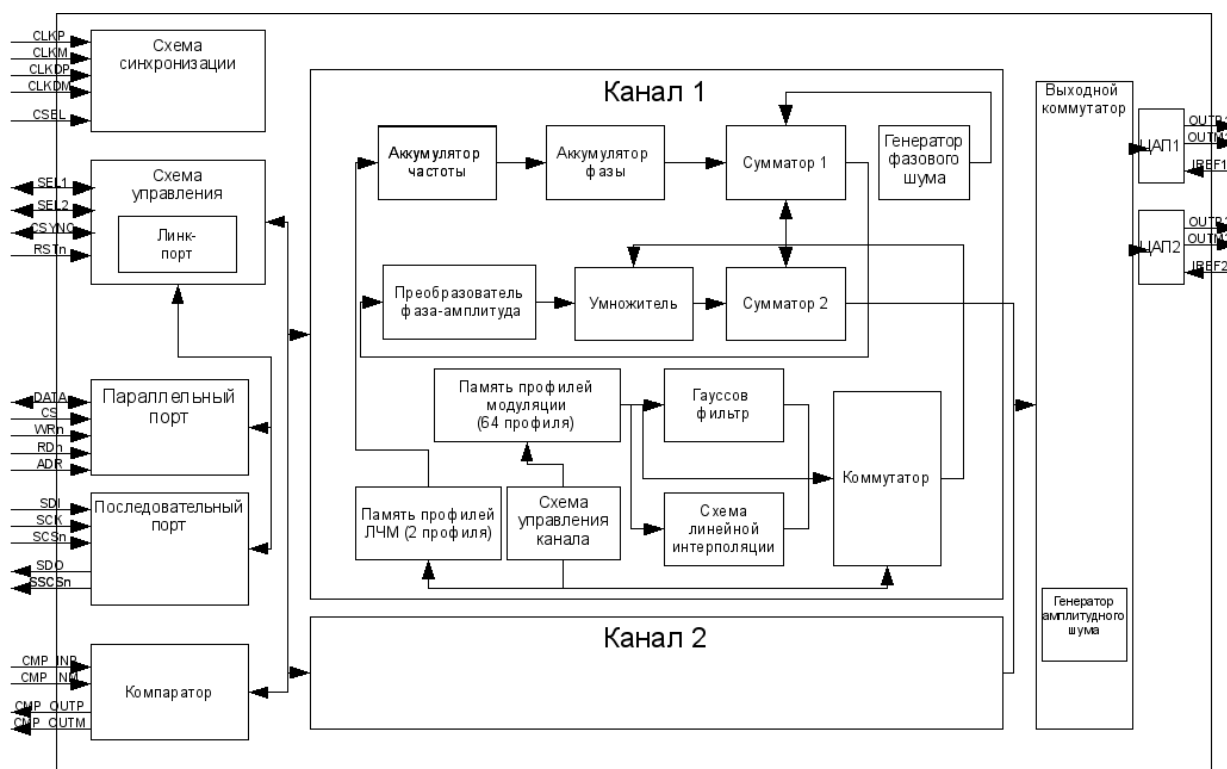 CLKP
CLKM
CLKDP
CLKDM
CSEL
Схема
синхронизации
SEL1
SEL2
CSYNC
RSTn
Схема
управления
Линк-
порт
DATA
CS
WRn
RDn
ADR
Параллельный
порт
SDI
SCK
SCSn
SDO
SSCSn
Последовательный
порт
CMP_INP
CMP_INM
CMP_OUTP
CMP_OUTM
Компаратор
Канал 1
Аккумулятор
частоты
Аккумулятор
фазы
Сумматор 1
Генератор
фазового
шума
Преобразователь
фаза-амплитуда
Умножитель
Сумматор 2
Память профилей
модуляции
(64 профиля)
Гауссов
фильтр
Коммутатор
Память профилей
ЛЧМ (2 профиля)
Схема
управления
канала
Схема
линейной
интерполяции
Канал 2
Выходной
коммутатор
Генератор
амплитудного
шума
ЦАП1
IREF1
ЦАП2
IREF2